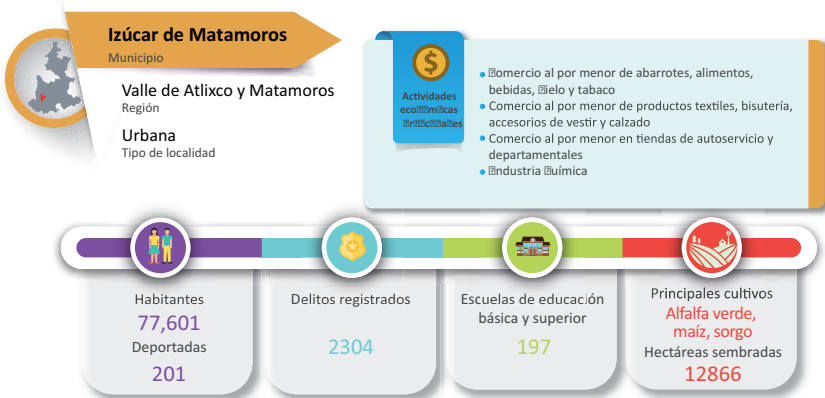 Izúcar de Matamoros
Municipio
Valle de Atlixco y Matamoros
Región
Urbana
Tipo de localidad
$
Actividades
al por menor de abarrotes, alimentos,
bebidas, y tabaco
Comercio al por menor de productos textiles, bisutería,
accesorios de vestir y calzado
Comercio al por menor en tiendas de autoservicio y
departamentales
Habitantes
77,601
Deportadas
201
Delitos registrados
2304
Escuelas de educación
básica y superior
197
Principales cultivos
Alfalfa verde,
maíz, sorgo
Hectáreas sembradas
12866